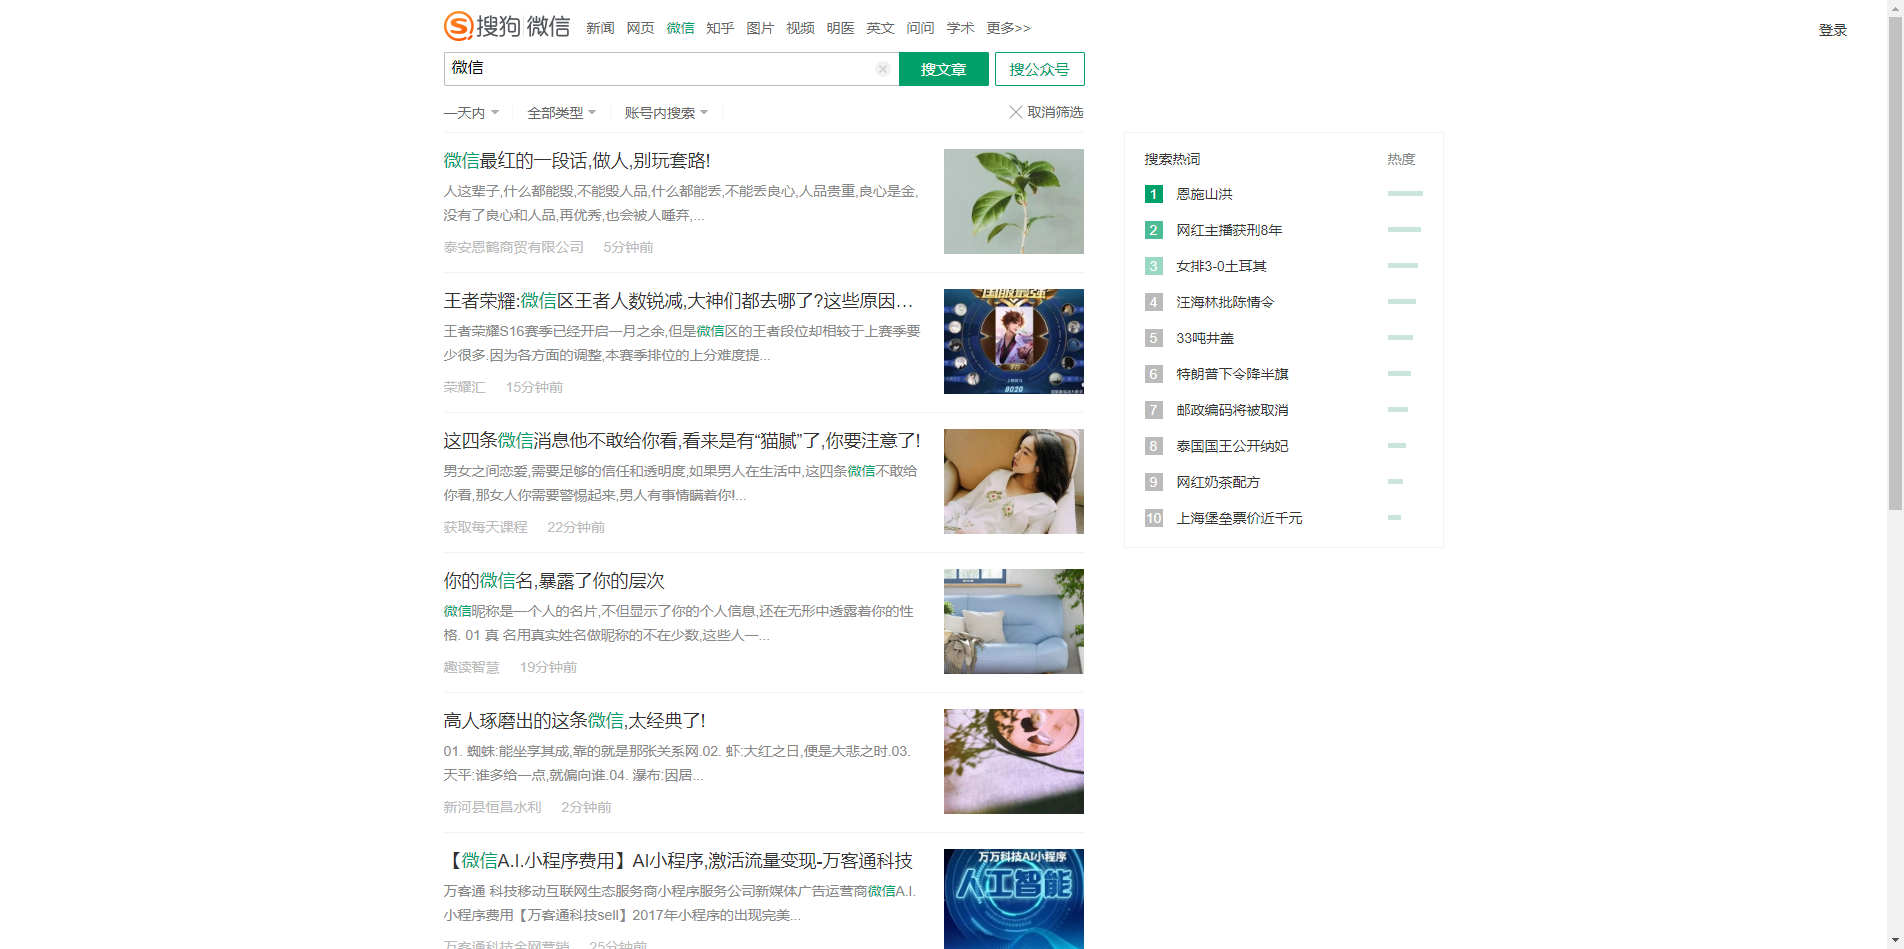 搜狗 微信 新闻 网页 微信 知乎 图片 视频 明医 英文 问问 学术 更多>> 登录
微信 搜文章 搜公众号
一天内 全部类型 账号内搜索 取消筛选
微信最红的一段话,做人,别玩套路!
人这辈子,什么都能毁,不能毁人品,什么都能丢,不能丢良心,人品贵重,良心是金,
没有了良心和人品,再优秀,也会被人唾弃,...
泰安恩鹤商贸有限公司 5分钟前
王者荣耀:微信区王者人数锐减,大神们都去哪了?这些原因...
王者荣耀S16赛季已经开启一月之余,但是微信区的王者段位却相较于上赛季要
少很多.因为各方面的调整,本赛季排位的上分难度提...
荣耀汇 15分钟前
这四条微信消息他不敢给你看,看来是有“猫腻”了,你要注意了!
男女之间恋爱,需要足够的信任和透明度,如果男人在生活中,这四条微信不敢给
你看,那女人你需要警惕起来,男人有事情瞒着你!...
获取每天课程 22分钟前
你的微信名,暴露了你的层次
微信昵称是一个人的名片,不但显示了你的个人信息,还在无形中透露着你的性
格. 01 真 名用真实姓名做昵称的不在少数,这些人一...
趣读智慧 19分钟前
高人琢磨出的这条微信,太经典了!
01. 蜘蛛:能坐享其成,靠的就是那张关系网.02. 虾:大红之日,便是大悲之时.03.
天平:谁多给一点,就偏向谁.04. 瀑布:因居...
新河县恒昌水利 2分钟前
【微信A.I.小程序费用】AI小程序,激活流量变现-万客通科技
万客通 科技移动互联网生态服务商小程序服务公司新媒体广告运营商微信A.I.
小程序费用【万客通科技sell】2017年小程序的出现完美...
万客通科技全网营销 25分钟前
万万科技AI小程序
人工智能
搜索热词 热度
1 恩施山洪
2 网红主播获刑8年
3 女排3-0土耳其
4 汪海林批陈情令
5 33吨井盖
6 特朗普下令降半旗
7 邮政编码将被取消
8 泰国国王公开纳妃
9 网红奶茶配方
10 上海堡垒票价近千元